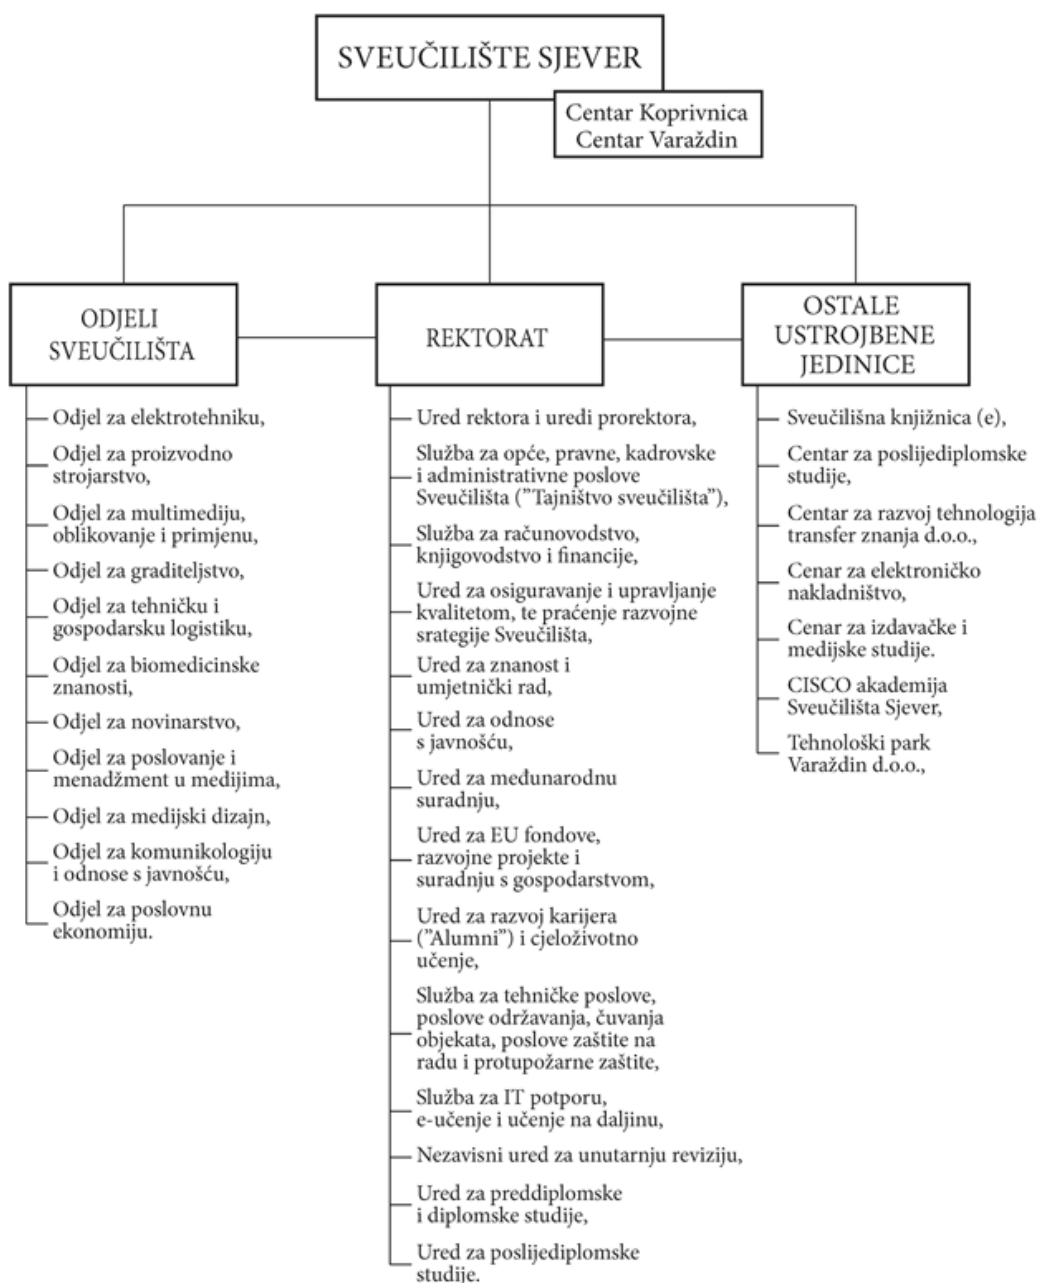 SVEUČILIŠTE SJEVER
Centar Koprivnica
Centar Varaždin
ODJELI
SVEUČILIŠTA
Odjel za elektrotehniku,
Odjel za proizvodno
strojarstvo,
Odjel za multimediju,
oblikovanje i primjenu,
Odjel za graditeljstvo,
Odjel za tehničku i
gospodarsku logistiku,
Odjel za biomedicinske
znanosti,
Odjel za novinarstvo,
Odjel za poslovanje i
menadžment u medijima,
Odjel za medijski dizajn,
Odjel za komunikologiju
i odnose s javnošću,
Odjel za poslovnu
ekonomiju.
REKTORAT
Ured rektora i uredi prorektora,
Služba za opće, pravne, kadrovske
i administrativne poslove
Sveučilišta (”Tajništvo sveučilišta”),
Služba za računovodstvo,
knjigovodstvo i financije,
Ured za osiguravanje i upravljanje
kvalitetom, te praćenje razvojne
srategije Sveučilišta,
Ured za znanost i
umjetnički rad,
Ured za odnose
s javnošću,
Ured za međunarodnu
suradnju,
Ured za EU fondove,
razvojne projekte i
suradnju s gospodarstvom,
Ured za razvoj karijera
(”Alumni”) i cjeloživotno
učenje,
Služba za tehničke poslove,
poslove održavanja, čuvanja
objekata, poslove zaštite na
radu i protupožarne zaštite,
Služba za IT potporu,
e-učenje i učenje na daljinu,
Nezavisni ured za unutarnju reviziju,
Ured za preddiplomske
i diplomske studije,
Ured za poslijediplomske
studije.
OSTALE
USTROJBENE
JEDINICE
Sveučilišna knjižnica (e),
Centar za poslijediplomske
studije,
Centar za razvoj tehnologija
transfer znanja d.o.o.,
Cenar za elektroničko
nakladništvo,
Cenar za izdavačke i
medijske studije.
CISCO akademija
Sveučilišta Sjever,
Tehnološki park
Varaždin d.o.o.,